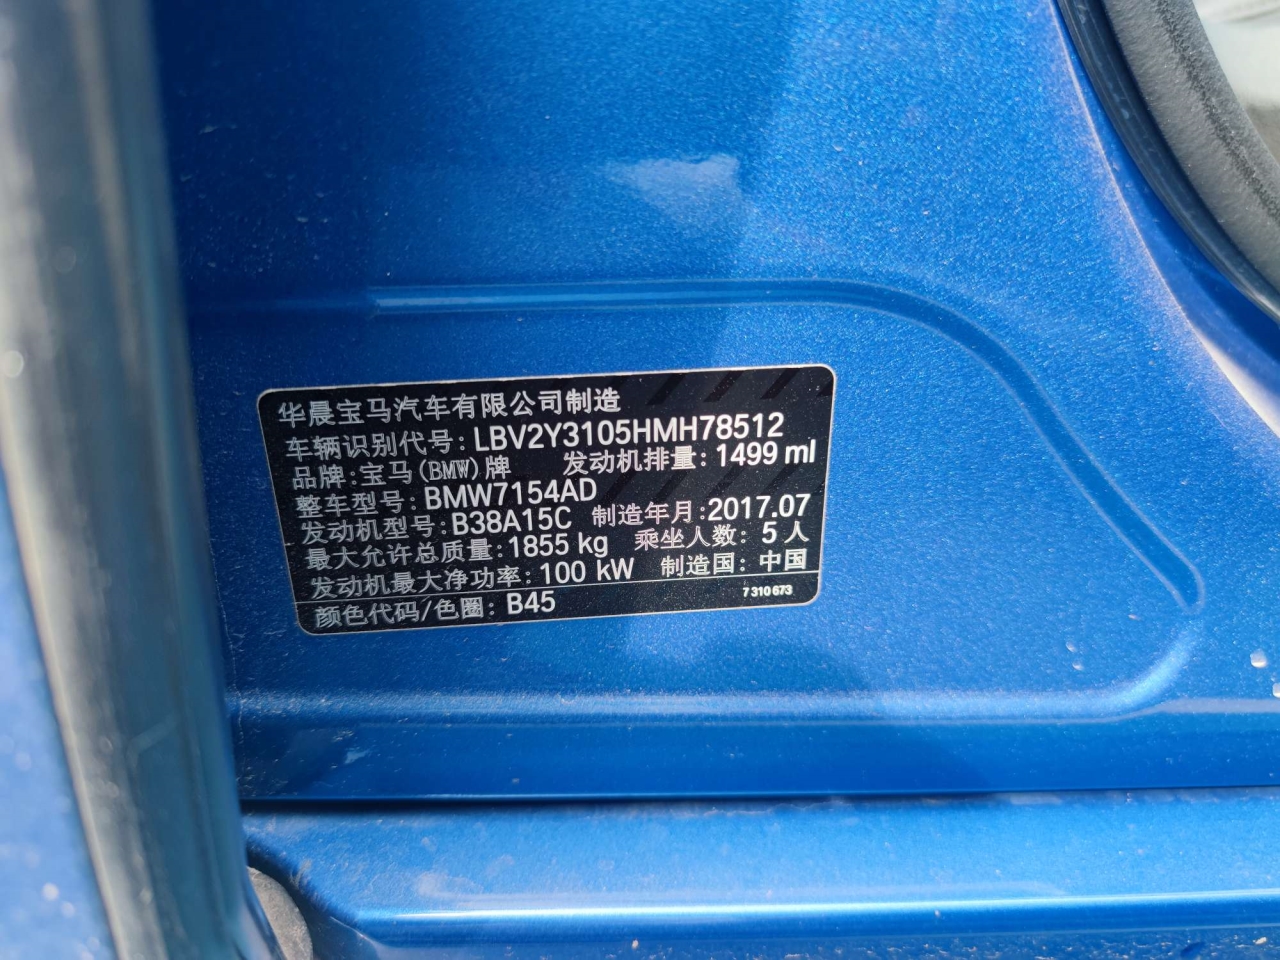 华晨宝马汽车有限公司制造
车辆识别代号: LBV2Y3105HMH78512
品牌: 宝马(BMW)牌 发动机排量: 1499 ml
整车型号: BMW7154AD
发动机型号: B38A15C 制造年月: 2017.07
最大允许总质量: 1855 kg 乘坐人数: 5 人
发动机最大净功率: 100 kW 制造国: 中国
颜色代码/色圈: B45 7 310 673